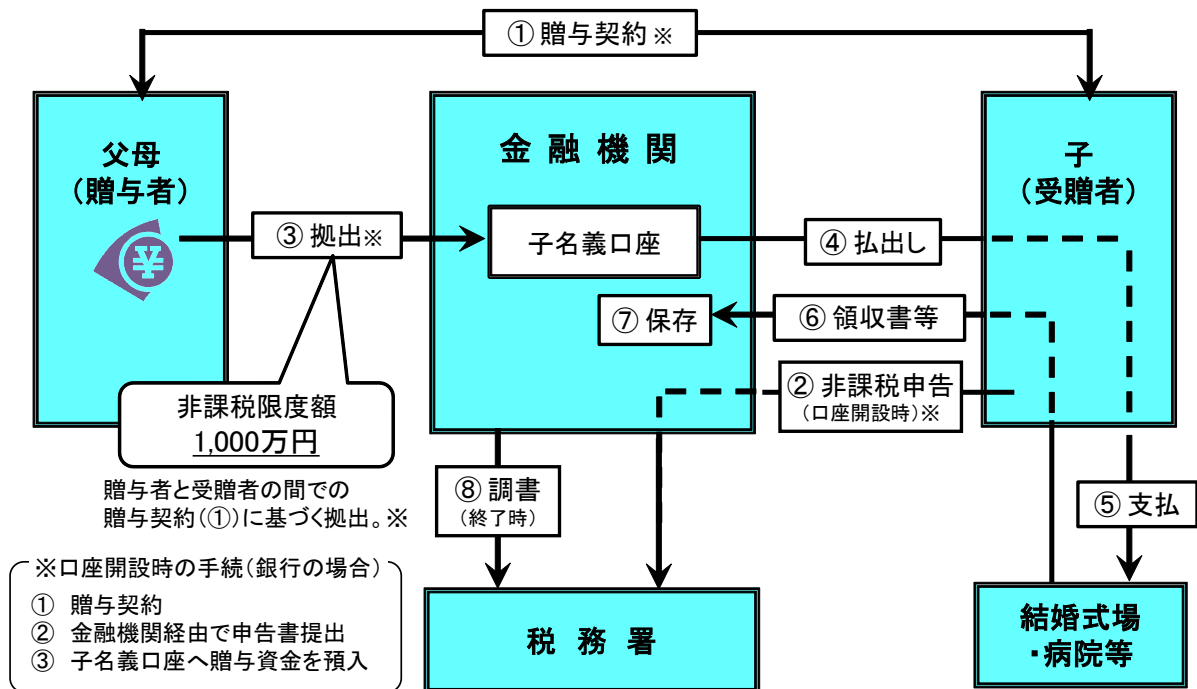 ① 贈与契約※
父母
（贈与者）
金融機関
子
（受贈者）
¥
③ 拠出※
子名義口座
④ 払出し
⑦ 保存
⑥ 領収書等
② 非課税申告
（口座開設時）※
非課税限度額
1,000万円
贈与者と受贈者の間での
贈与契約（①）に基づく拠出。※
⑧ 調書
（終了時）
⑤ 支払
※口座開設時の手続（銀行の場合）
① 贈与契約
② 金融機関経由で申告書提出
③ 子名義口座へ贈与資金を預入
税務署
結婚式場
・病院等